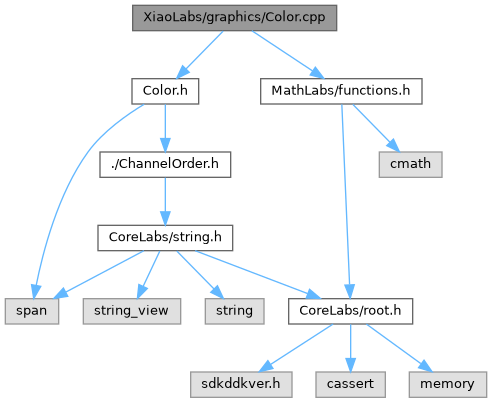 XiaoLabs/graphics/Color.cpp
Color.h
MathLabs/functions.h
./ChannelOrder.h
cmath
CoreLabs/string.h
span
string_view
string
CoreLabs/root.h
sdkddkver.h
cassert
memory